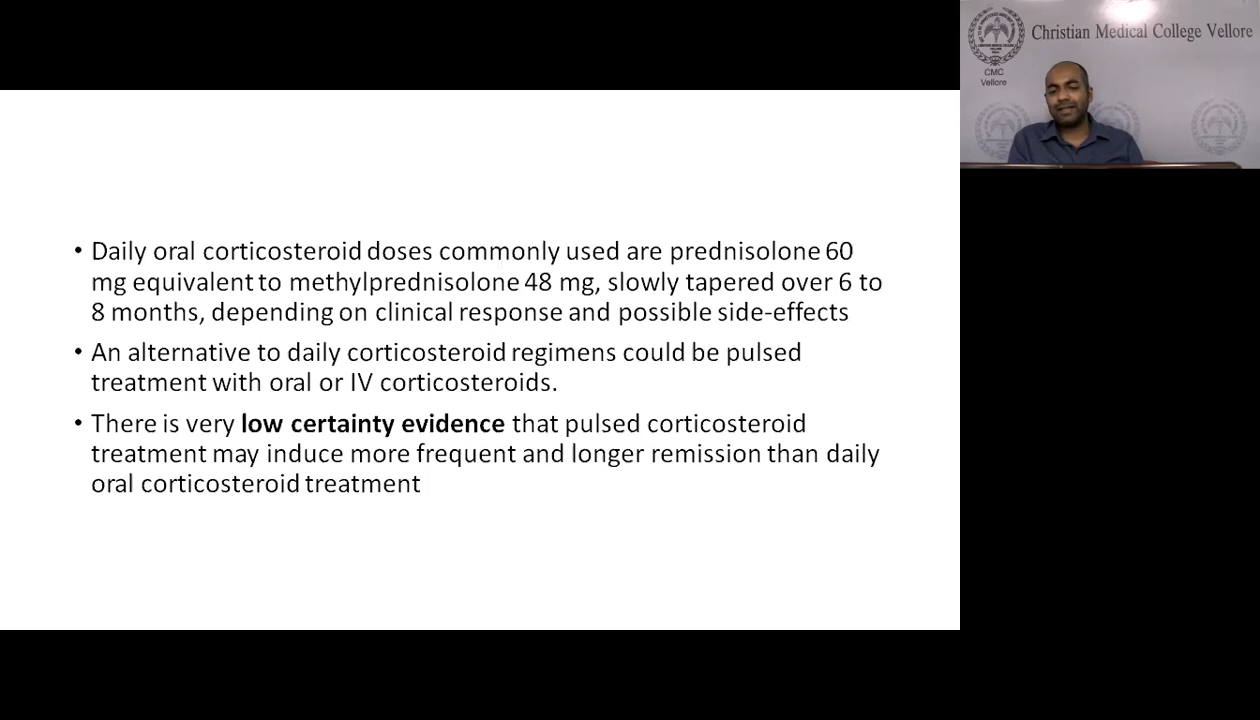 • Daily oral corticosteroid doses commonly used are prednisolone 60
mg equivalent to methylprednisolone 48 mg, slowly tapered over 6 to
8 months, depending on clinical response and possible side-effects
• An alternative to daily corticosteroid regimens could be pulsed
treatment with oral or IV corticosteroids.
• There is very low certainty evidence that pulsed corticosteroid
treatment may induce more frequent and longer remission than daily
oral corticosteroid treatment
Christian Medical College Vellore
CMC
Vellore